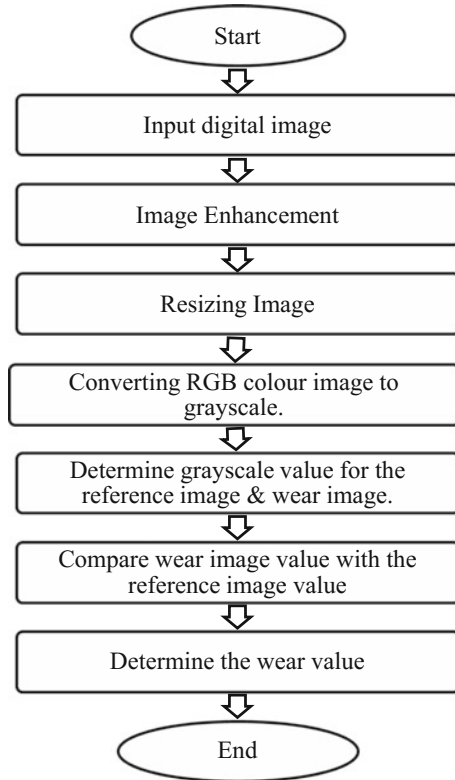 Start
Input digital image
Image Enhancement
Resizing Image
Converting RGB colour image to
grayscale.
Determine grayscale value for the
reference image & wear image.
Compare wear image value with the
reference image value
Determine the wear value
End